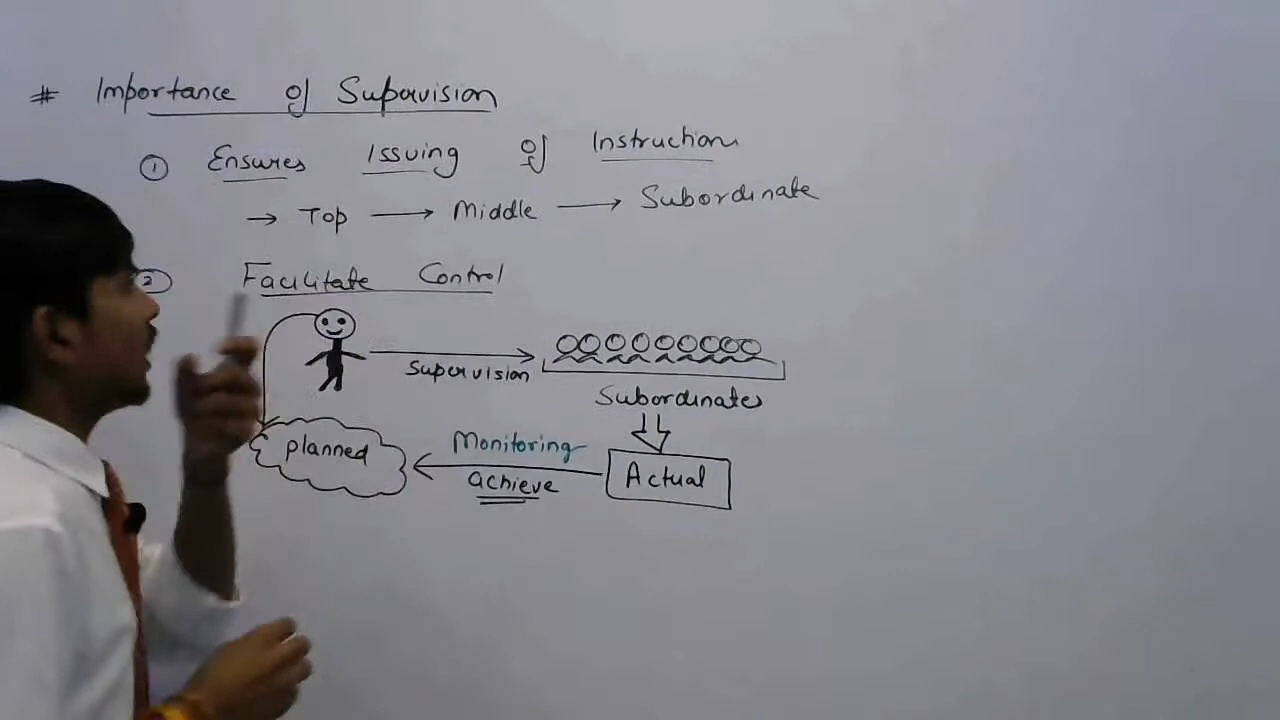 # Importance of Supervision
① Ensures Issuing of Instruction
→ Top → Middle → Subordinate
② Facilitate Control
Supervision
Subordinates
planned
Monitoring
achieve
Actual